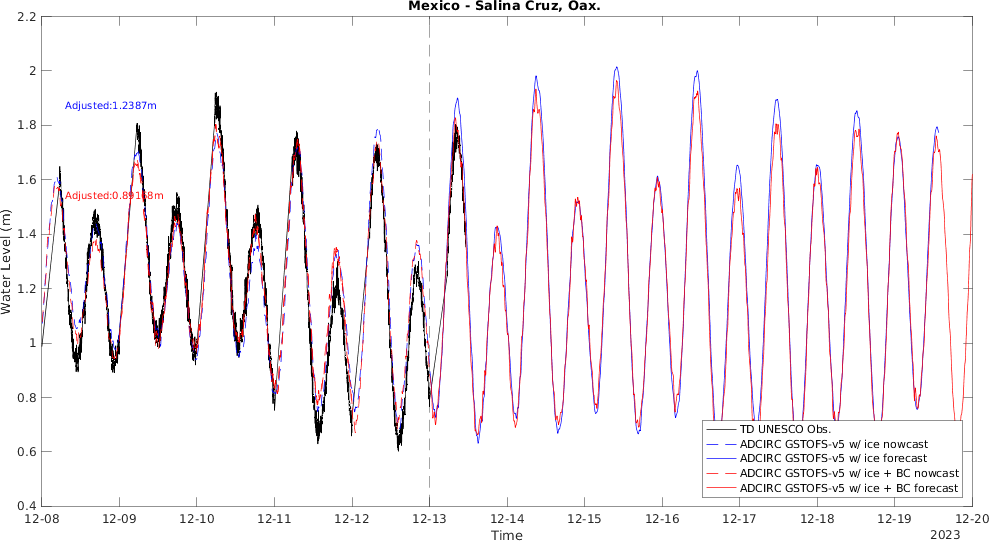 Mexico - Salina Cruz, Oax.
2.2
2
1.8
1.6
1.4
1.2
1
0.8
0.6
0.4
Water Level (m)
Adjusted:1.2387m
Adjusted:0.89168m
TD UNESCO Obs.
ADCIRC GSTOFS-v5 w/ ice nowcast
ADCIRC GSTOFS-v5 w/ ice forecast
ADCIRC GSTOFS-v5 w/ ice + BC nowcast
ADCIRC GSTOFS-v5 w/ ice + BC forecast
12-08 12-09 12-10 12-11 12-12 12-13 12-14 12-15 12-16 12-17 12-18 12-19 12-20
Time
2023